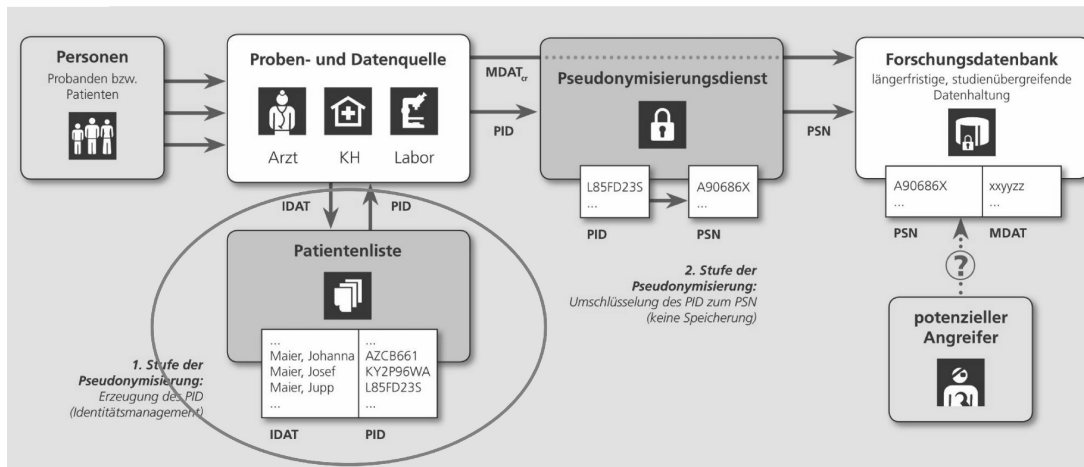 Personen
Probanden bzw.
Patienten
Proben- und Datenquelle
Arzt
KH
Labor
MDATcr
PID
Pseudonymisierungsdienst
L85FD23S
...
A90686X
...
PID
PSN
PSN
Forschungsdatenbank
längerfristige, studienübergreifende
Datenhaltung
A90686X
...
xxyyzz
...
PSN
MDAT
IDAT
PID
Patientenliste
...
Maier, Johanna
Maier, Josef
Maier, Jupp
...
...
AZCB661
KY2P96WA
L85FD23S
...
IDAT
PID
1. Stufe der
Pseudonymisierung:
Erzeugung des PID
(Identitätsmanagement)
2. Stufe der
Pseudonymisierung:
Umschlüsselung des PID zum PSN
(keine Speicherung)
?
potenzieller
Angreifer